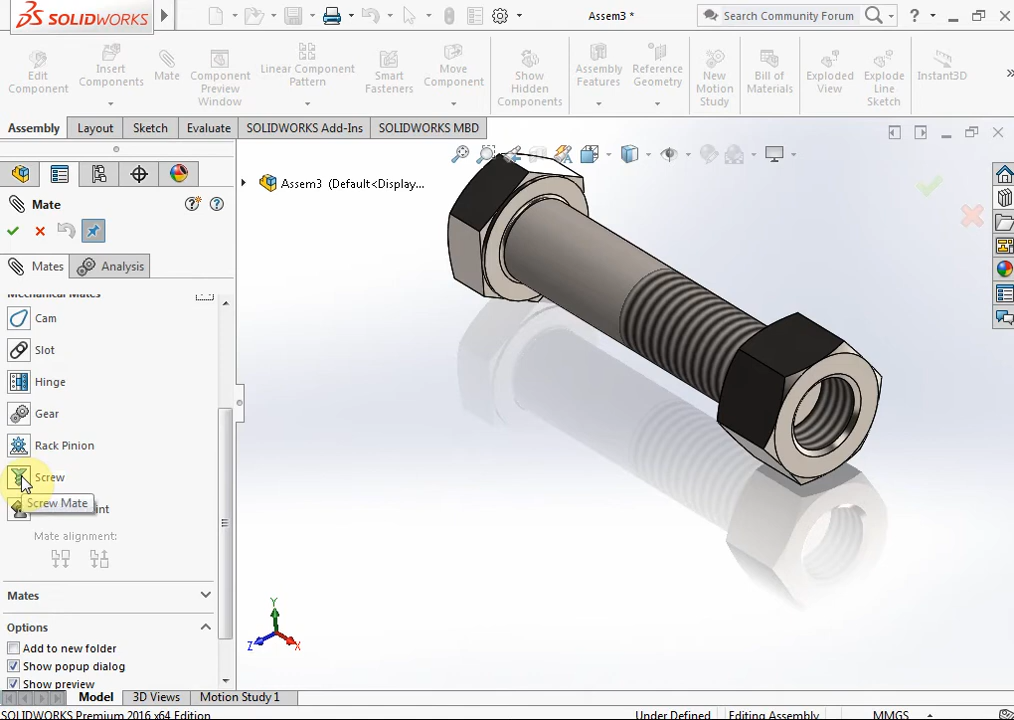 SOLIDWORKS
Assem3 *
Search Community Forum
?
Edit Component
Insert Components
Mate
Component Preview Window
Linear Component Pattern
Smart Fasteners
Move Component
Show Hidden Components
Assembly Features
Reference Geometry
New Motion Study
Bill of Materials
Exploded View
Explode Line Sketch
Instant3D
Assembly
Layout
Sketch
Evaluate
SOLIDWORKS Add-Ins
SOLIDWORKS MBD
Assem3 (Default<Display...
Mate
Mates
Analysis
Mechanical Mates
Cam
Slot
Hinge
Gear
Rack Pinion
Screw
Screw Mate
Mate alignment:
Mates
Options
Add to new folder
Show popup dialog
Show preview
Y
Z
X
Model
3D Views
Motion Study 1
SOLIDWORKS Premium 2016 x64 Edition
Under Defined
Editing Assembly
MMGS